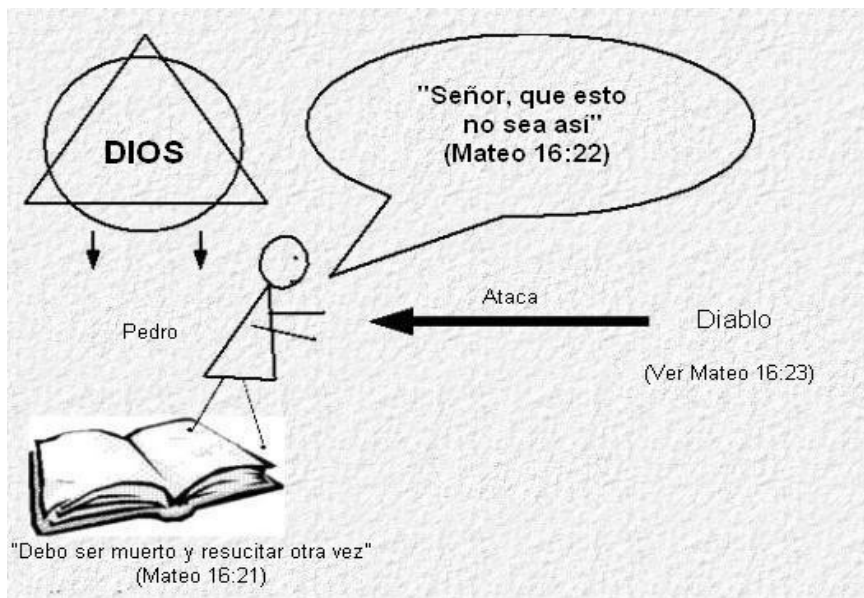 DIOS
"Señor, que esto
no sea así"
(Mateo 16:22)
Ataca
Pedro
Diablo
(Ver Mateo 16:23)
"Debo ser muerto y resucitar otra vez"
(Mateo 16:21)